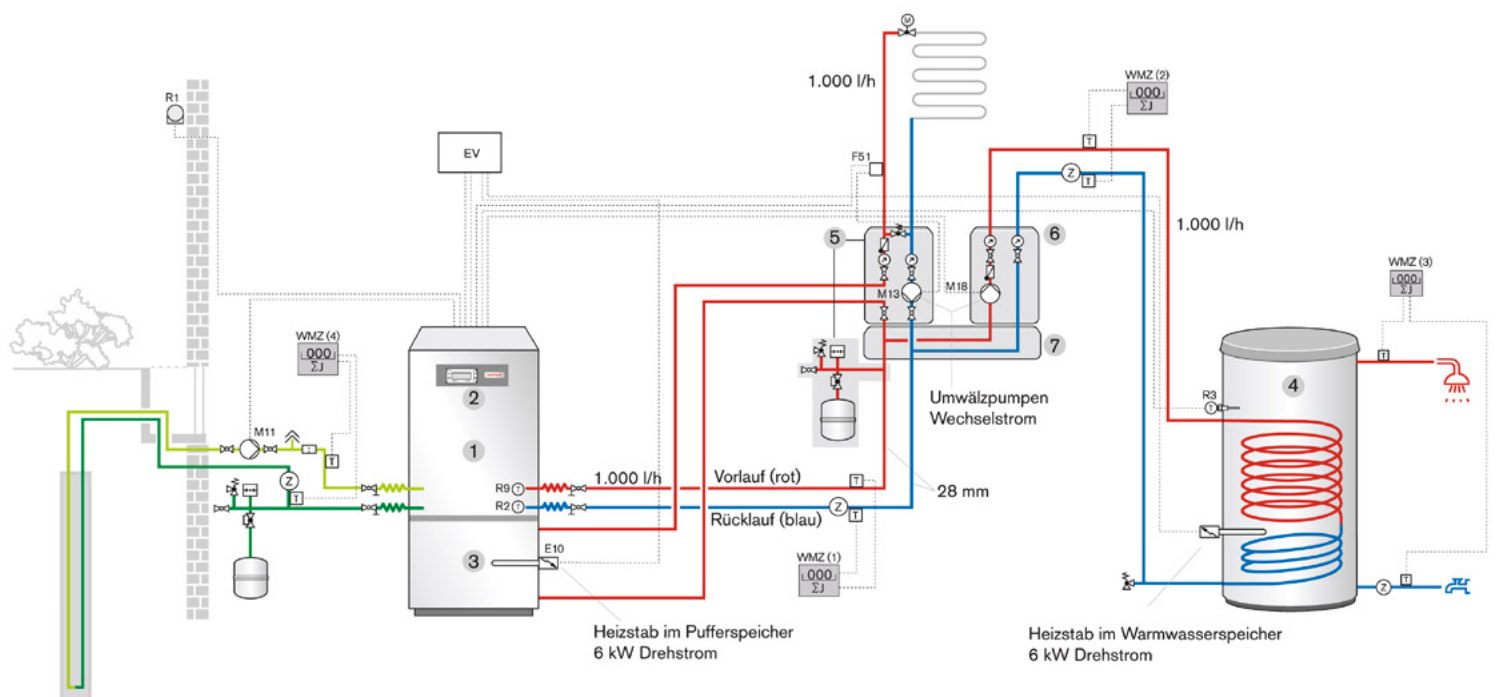 M
1.000 l/h
WMZ (2)
000
ΣJ
R1
EV
F51
T
Z
T
5
6
1.000 l/h
WMZ (3)
000
ΣJ
M13
M18
WMZ (4)
000
ΣJ
7
T
2
4
R3
T
Umwälzpumpen
Wechselstrom
M11
1
T
Z
T
1.000 l/h
Vorlauf (rot)
R9
T
T
28 mm
R2
T
Z
Rücklauf (blau)
T
3
E10
WMZ (1)
000
ΣJ
T
Z
Heizstab im Pufferspeicher
6 kW Drehstrom
Heizstab im Warmwasserspeicher
6 kW Drehstrom